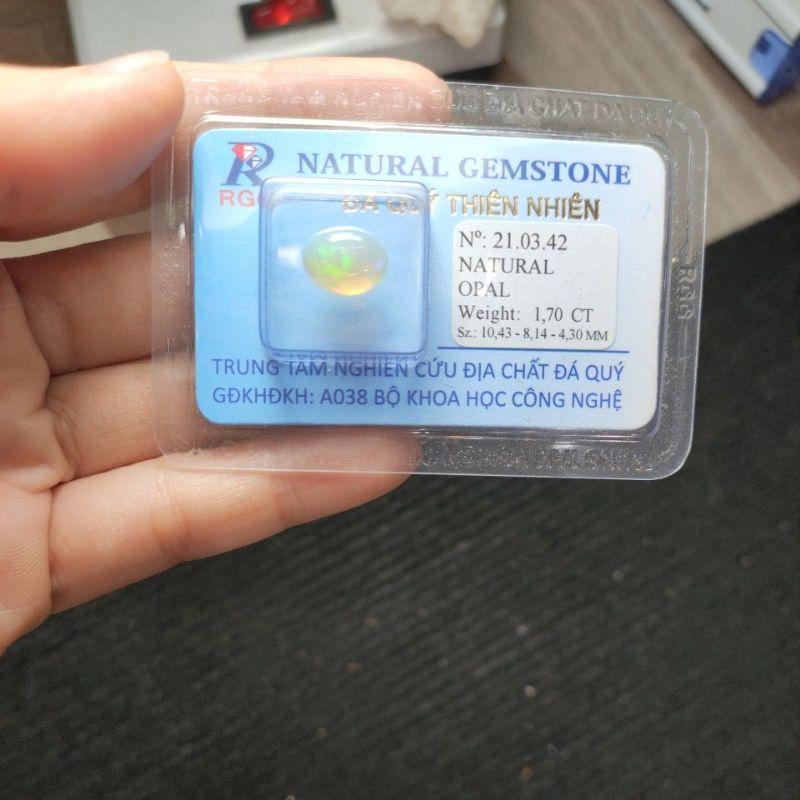 NATURAL GEMSTONE
RGG
ĐÁ QUÝ THIÊN NHIÊN
Nº: 21.03.42
NATURAL
OPAL
Weight: 1,70 CT
Sz.: 10,43 - 8,14 - 4,30 MM
TRUNG TÂM NGHIÊN CỨU ĐỊA CHẤT ĐÁ QUÝ
GĐKHĐKH: A038 BỘ KHOA HỌC CÔNG NGHỆ
RGG